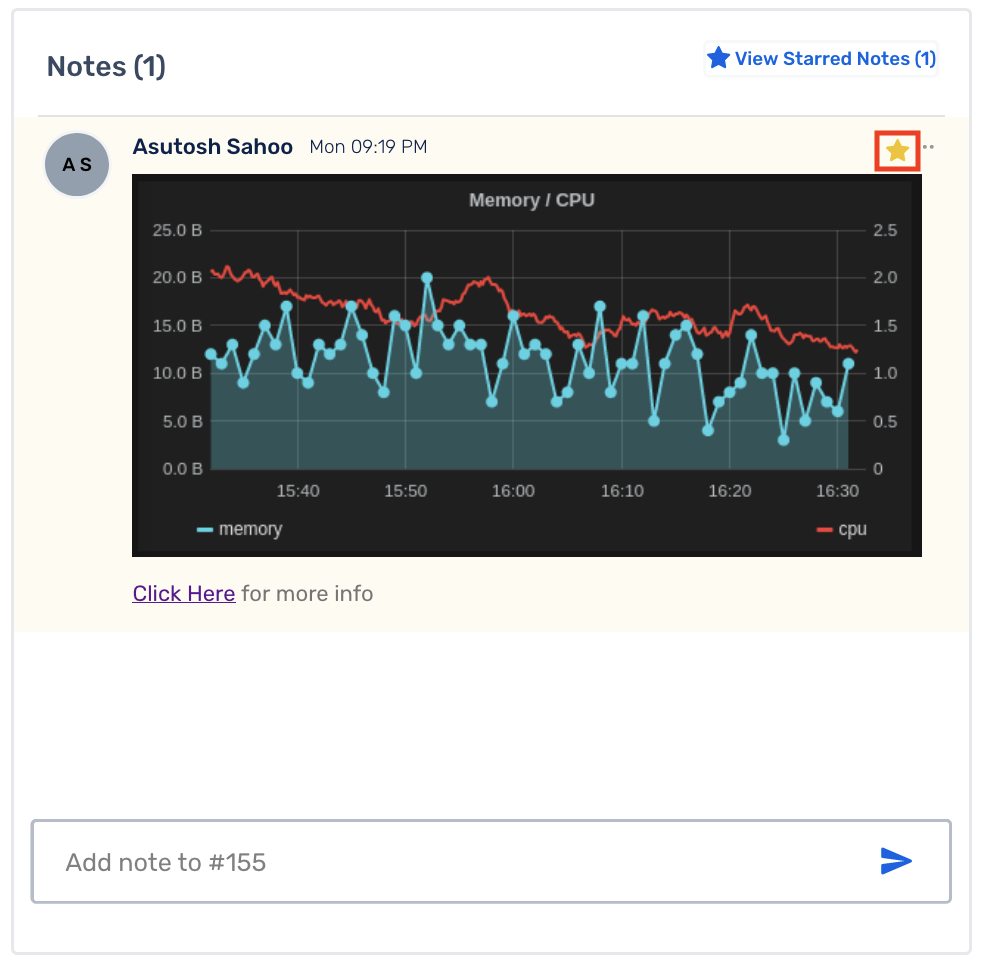 Notes (1)
View Starred Notes (1)
A S
Asutosh Sahoo Mon 09:19 PM
Memory / CPU
25.0 B 2.5
20.0 B 2.0
15.0 B 1.5
10.0 B 1.0
5.0 B 0.5
0.0 B 0
15:40 15:50 16:00 16:10 16:20 16:30
memory cpu
Click Here for more info
Add note to #155